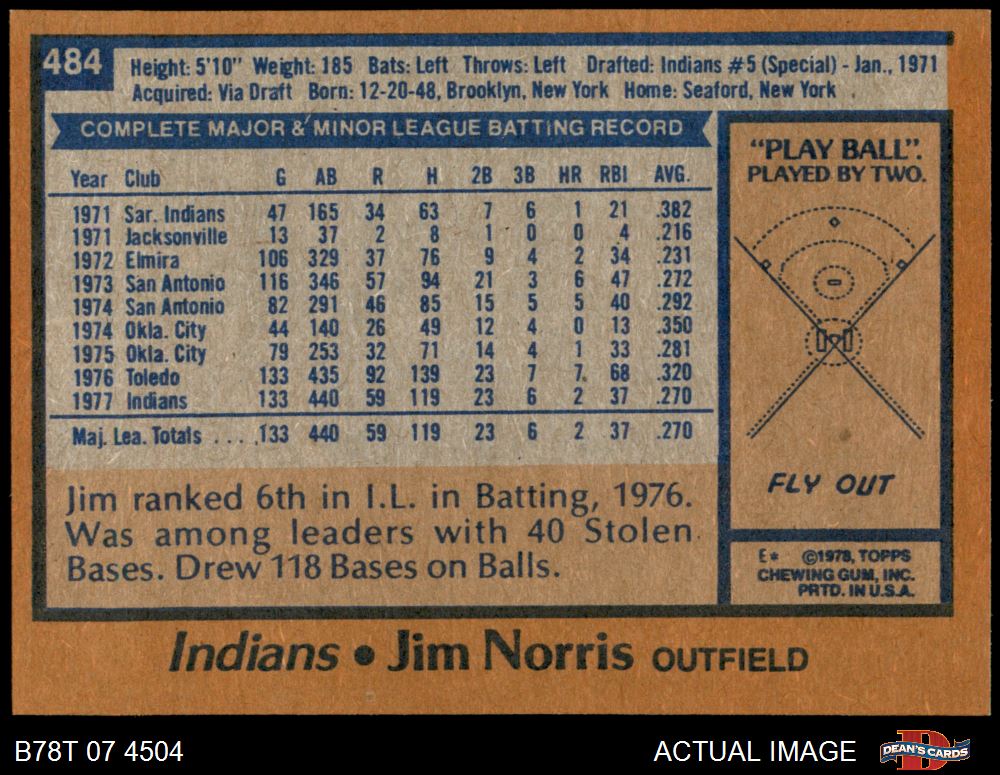 484
Height: 5'10" Weight: 185 Bats: Left Throws: Left Drafted: Indians #5 (Special) - Jan., 1971
Acquired: Via Draft Born: 12-20-48, Brooklyn, New York Home: Seaford, New York
COMPLETE MAJOR & MINOR LEAGUE BATTING RECORD
Year Club G AB R H 2B 3B HR RBI AVG.
1971 Sar. Indians 47 165 34 63 7 6 1 21 .382
1971 Jacksonville 13 37 2 8 1 0 0 4 .216
1972 Elmira 106 329 37 76 9 4 2 34 .231
1973 San Antonio 116 346 57 94 21 3 6 47 .272
1974 San Antonio 82 291 46 85 15 5 5 40 .292
1974 Okla. City 44 140 26 49 12 4 0 13 .350
1975 Okla. City 79 253 32 71 14 4 1 33 .281
1976 Toledo 133 435 92 139 23 7 7 68 .320
1977 Indians 133 440 59 119 23 6 2 37 .270
Maj. Lea. Totals .... 133 440 59 119 23 6 2 37 .270
Jim ranked 6th in I.L. in Batting, 1976.
Was among leaders with 40 Stolen
Bases. Drew 118 Bases on Balls.
"PLAY BALL".
PLAYED BY TWO.
FLY OUT
E* ©1978, TOPPS
CHEWING GUM, INC.
PRTD. IN U.S.A.
Indians • Jim Norris OUTFIELD
B78T 07 4504
ACTUAL IMAGE
D
DEAN'S CARDS